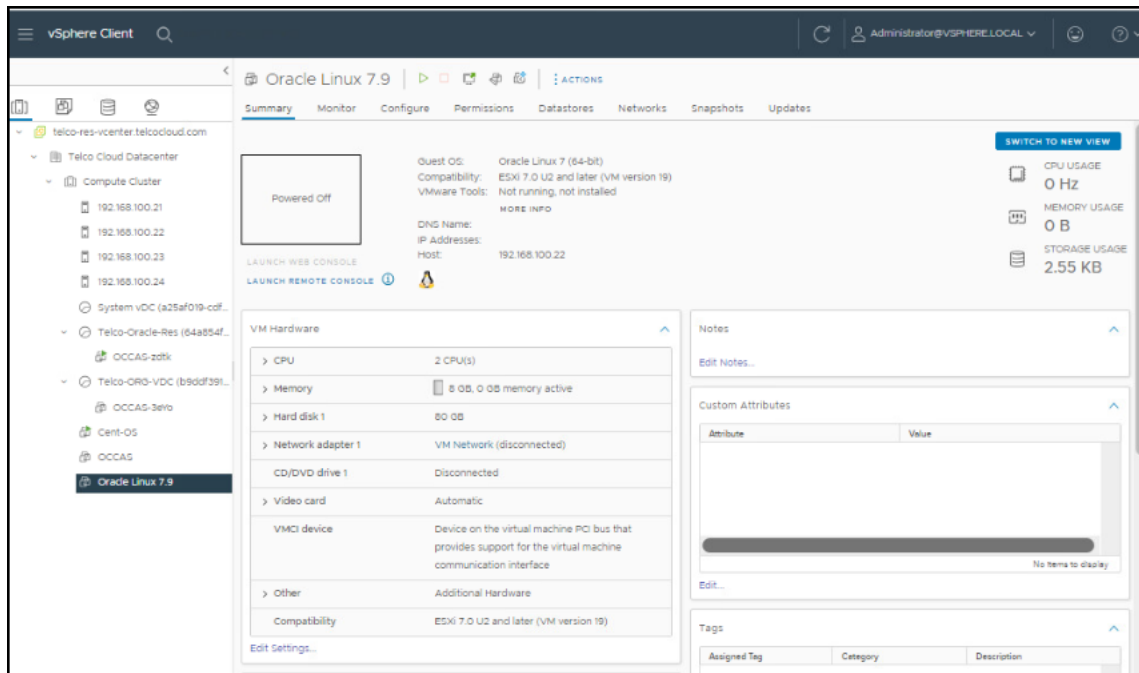 vSphere Client
Administrator@VSPHERE.LOCAL
Oracle Linux 7.9
ACTIONS
Summary Monitor Configure Permissions Datastores Networks Snapshots Updates
telco-res-vcenter.telcocloud.com
Telco Cloud Datacenter
Compute Cluster
192.168.100.21
192.168.100.22
192.168.100.23
192.168.100.24
System vDC (a25af019-cdf...
Telco-Oracle-Res (64a854f...
OCCAS-zdtk
Telco-ORG-VDC (b9ddf391...
OCCAS-3eYo
Cent-OS
OCCAS
Oracle Linux 7.9
Powered Off
LAUNCH WEB CONSOLE
LAUNCH REMOTE CONSOLE
Guest OS: Oracle Linux 7 (64-bit)
Compatibility: ESXi 7.0 U2 and later (VM version 19)
VMware Tools: Not running, not installed
MORE INFO
DNS Name:
IP Addresses:
Host: 192.168.100.22
SWITCH TO NEW VIEW
CPU USAGE
0 Hz
MEMORY USAGE
0 B
STORAGE USAGE
2.55 KB
VM Hardware
CPU 2 CPU(s)
Memory 8 GB, 0 GB memory active
Hard disk 1 80 GB
Network adapter 1 VM Network (disconnected)
CD/DVD drive 1 Disconnected
Video card Automatic
VMCI device Device on the virtual machine PCI bus that
provides support for the virtual machine
communication interface
Other Additional Hardware
Compatibility ESXi 7.0 U2 and later (VM version 19)
Edit Settings...
Notes
Edit Notes...
Custom Attributes
Attribute Value
No items to display
Edit...
Tags
Assigned Tag Category Description